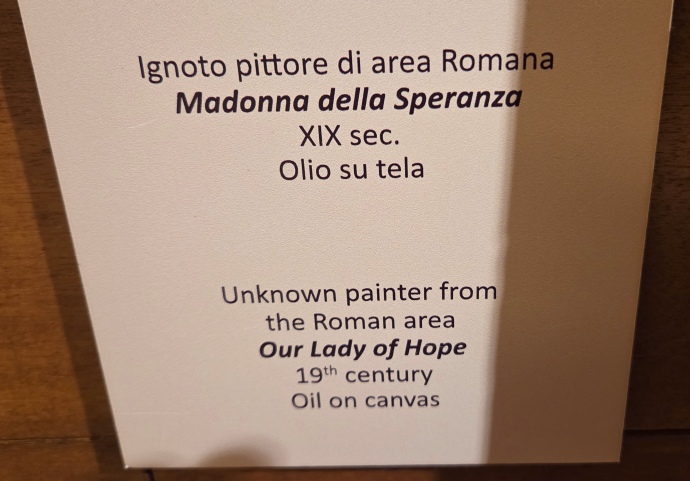 Ignoto pittore di area Romana
Madonna della Speranza
XIX sec.
Olio su tela
Unknown painter from
the Roman area
Our Lady of Hope
19th century
Oil on canvas